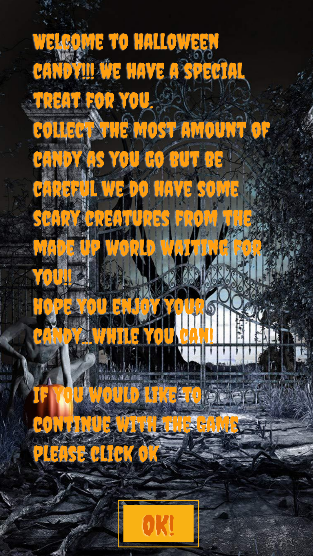 WELCOME TO HALLOWEEN
CANDY!!! WE HAVE A SPECIAL
TREAT FOR YOU.
COLLECT THE MOST AMOUNT OF
CANDY AS YOU GO BUT BE
CAREFUL WE DO HAVE SOME
SCARY CREATURES FROM THE
MADE UP WORLD WAITING FOR
YOU!!
HOPE YOU ENJOY YOUR
CANDY...WHILE YOU CAN!
IF YOU WOULD LIKE TO
CONTINUE WITH THE GAME
PLEASE CLICK OK
OK!